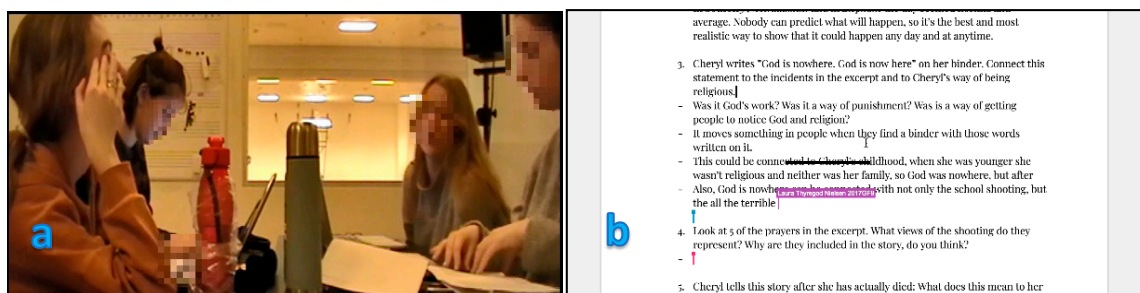 a
b
average. Nobody can predict what will happen, so it's the best and most
realistic way to show that it could happen any day and at anytime.
3. Cheryl writes "God is nowhere. God is now here" on her binder. Connect this
statement to the incidents in the excerpt and to Cheryl's way of being
religious.
- Was it God's work? Was it a way of punishment? Was is a way of getting
people to notice God and religion?
- It moves something in people when they find a binder with those words
written on it.
- This could be connected to Cheryl's childhood, when she was younger she
wasn't religious and neither was her family, so God was nowhere, but after
- Also, God is nowhere can be connected with not only the school shooting, but
Laura Thyregod Nielsen 2017GF9
the all the terrible
4. Look at 5 of the prayers in the excerpt. What views of the shooting do they
represent? Why are they included in the story, do you think?
-
5. Cheryl tells this story after she has actually died: What does this mean to her